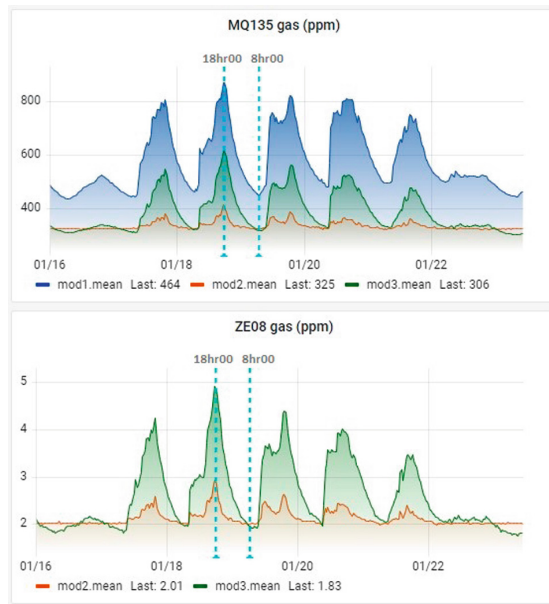 MQ135 gas (ppm)
18hr00 8hr00
800
600
400
01/16 01/18 01/20 01/22
mod1.mean Last: 464 mod2.mean Last: 325 mod3.mean Last: 306
ZE08 gas (ppm)
18hr00 8hr00
5
4
3
2
01/16 01/18 01/20 01/22
mod2.mean Last: 2.01 mod3.mean Last: 1.83